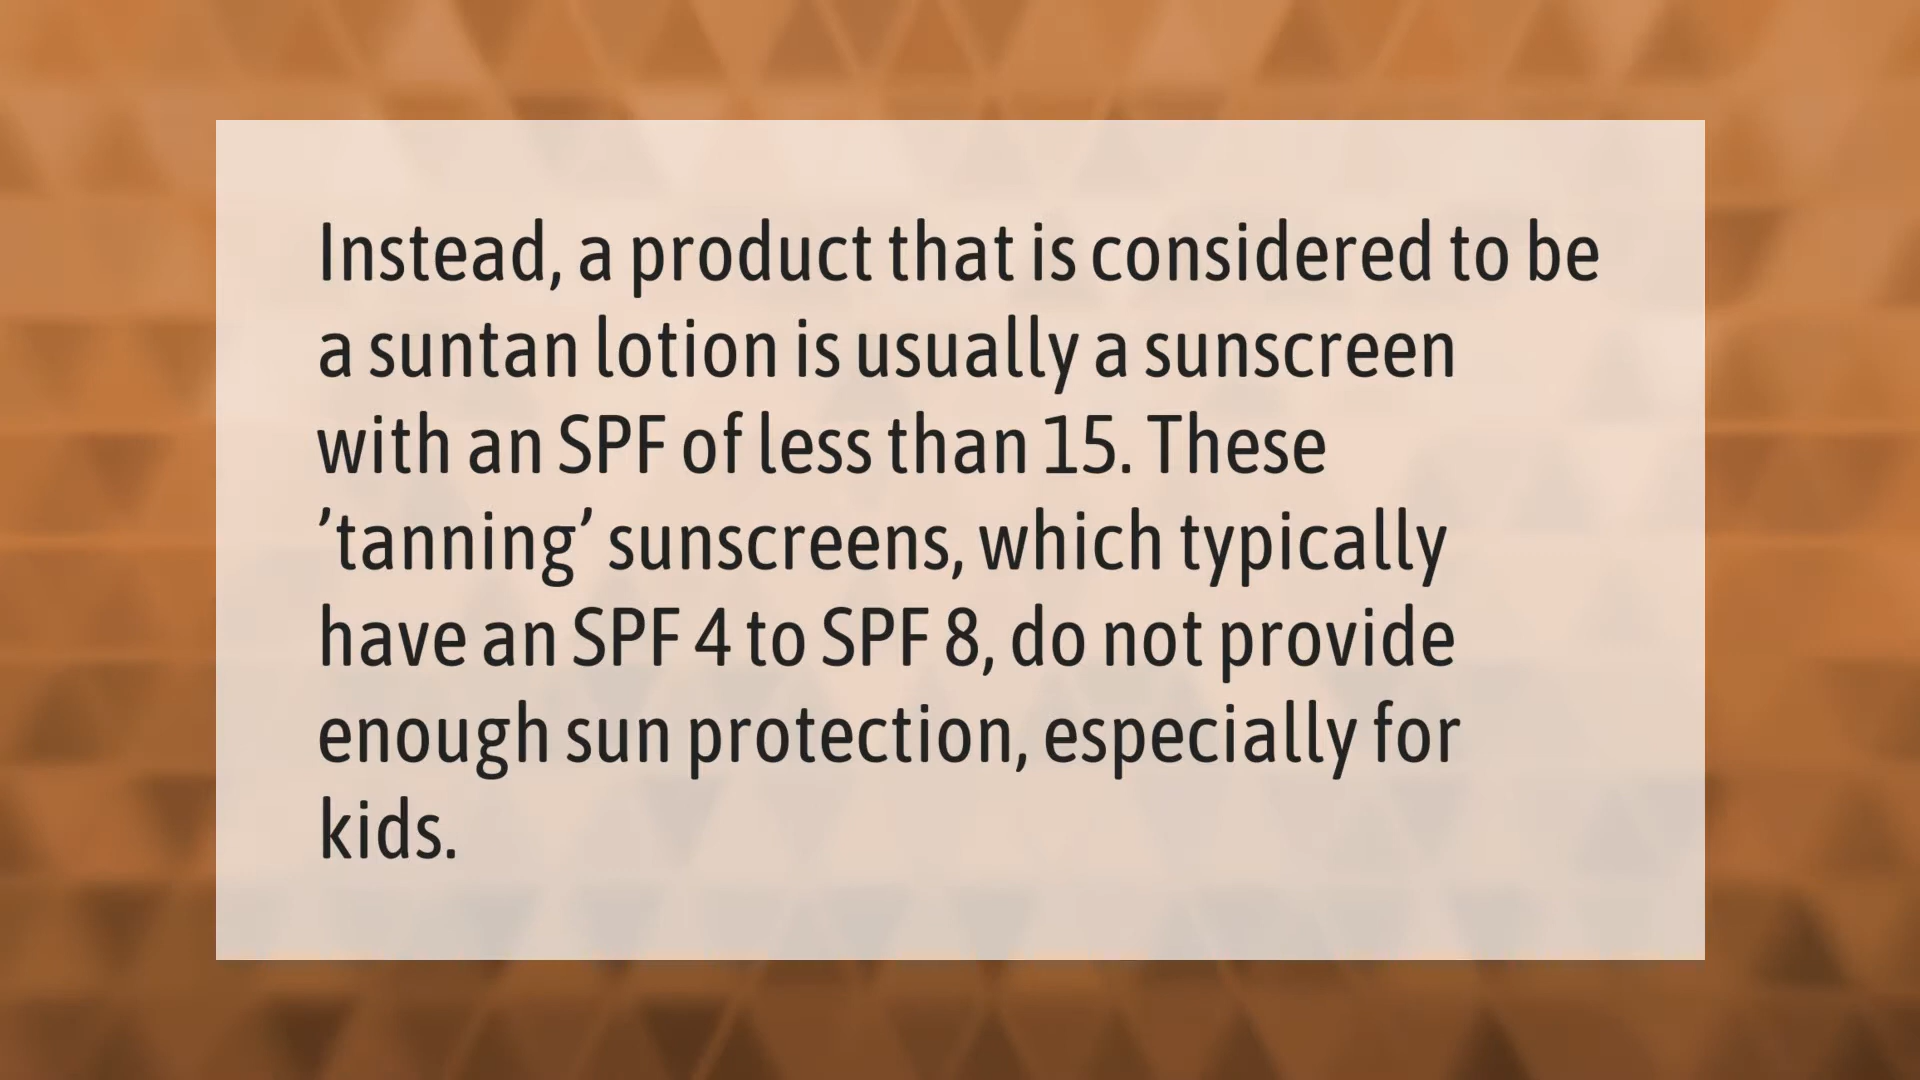 Instead, a product that is considered to be
a suntan lotion is usually a sunscreen
with an SPF of less than 15. These
’tanning’ sunscreens, which typically
have an SPF 4 to SPF 8, do not provide
enough sun protection, especially for
kids.